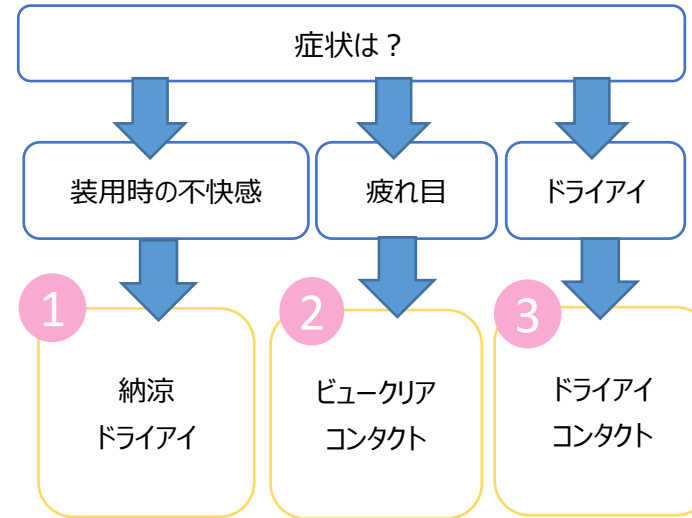 症状は？
装用時の不快感
疲れ目
ドライアイ
1
納涼
ドライアイ
2
ビュークリア
コンタクト
3
ドライアイ
コンタクト